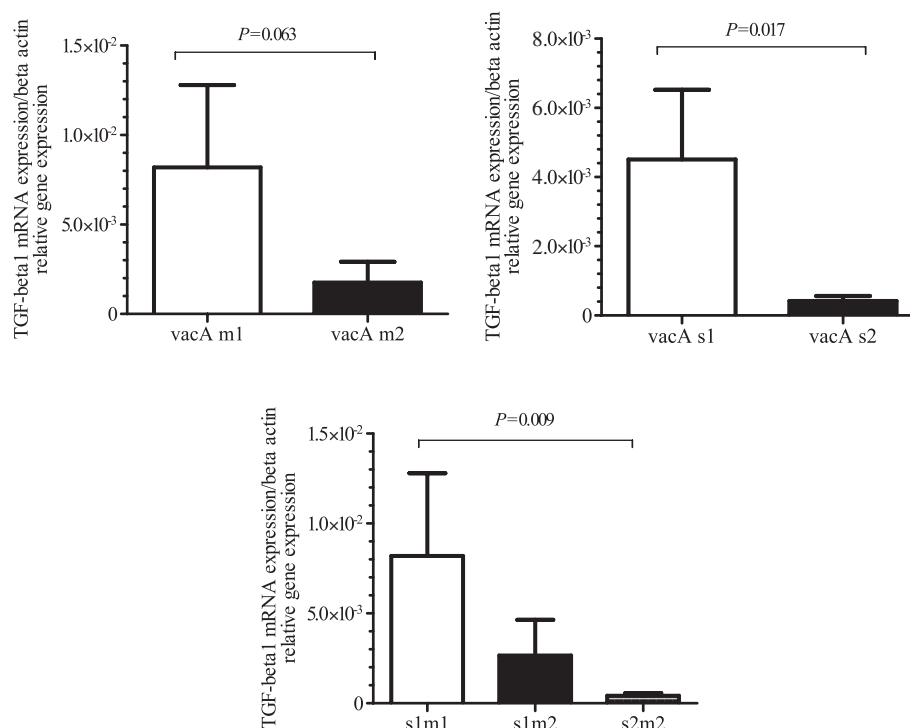 P=0.063
1.5×10⁻²
1.0×10⁻²
5.0×10⁻³
0
TGF-beta1 mRNA expression/beta actin
relative gene expression
vacA m1 vacA m2
P=0.017
8.0×10⁻³
6.0×10⁻³
4.0×10⁻³
2.0×10⁻³
0
TGF-beta1 mRNA expression/beta actin
relative gene expression
vacA s1 vacA s2
P=0.009
1.5×10⁻²
1.0×10⁻²
5.0×10⁻³
0
TGF-beta1 mRNA expression/beta actin
relative gene expression
s1m1 s1m2 s2m2